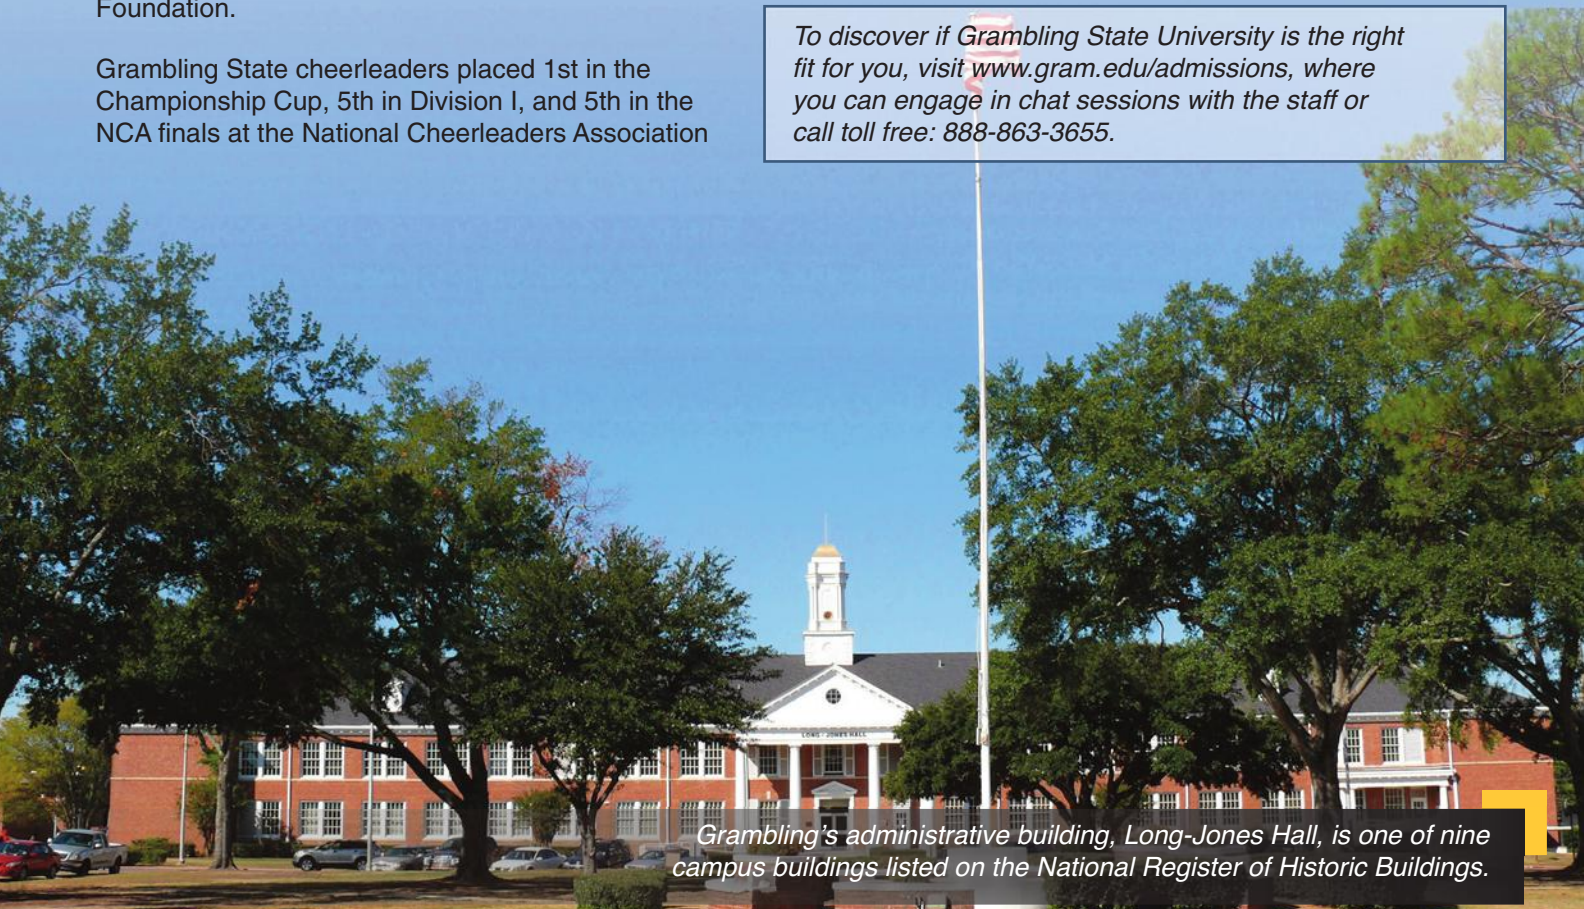 Foundation.
Grambling State cheerleaders placed 1st in the
Championship Cup, 5th in Division I, and 5th in the
NCA finals at the National Cheerleaders Association
To discover if Grambling State University is the right
fit for you, visit www.gram.edu/admissions, where
you can engage in chat sessions with the staff or
call toll free: 888-863-3655.
LONG-JONES HALL
Grambling's administrative building, Long-Jones Hall, is one of nine
campus buildings listed on the National Register of Historic Buildings.